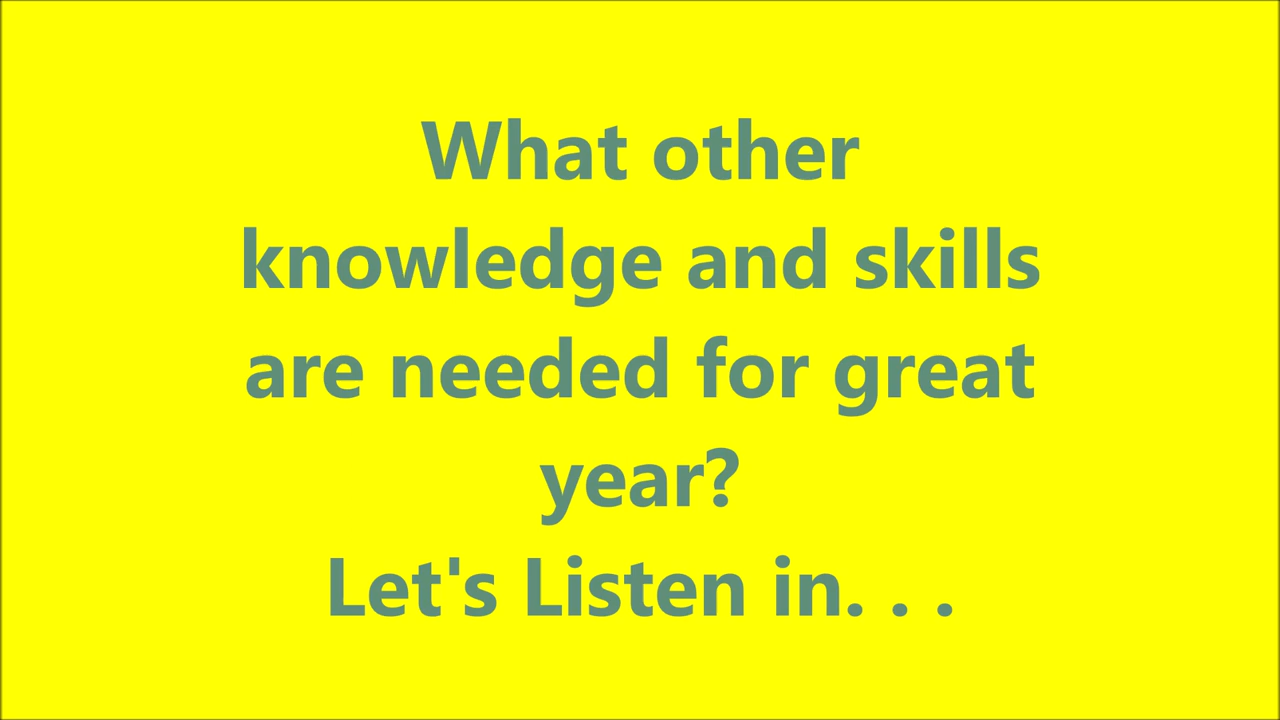 What other
knowledge and skills
are needed for great
year?
Let's Listen in. . .